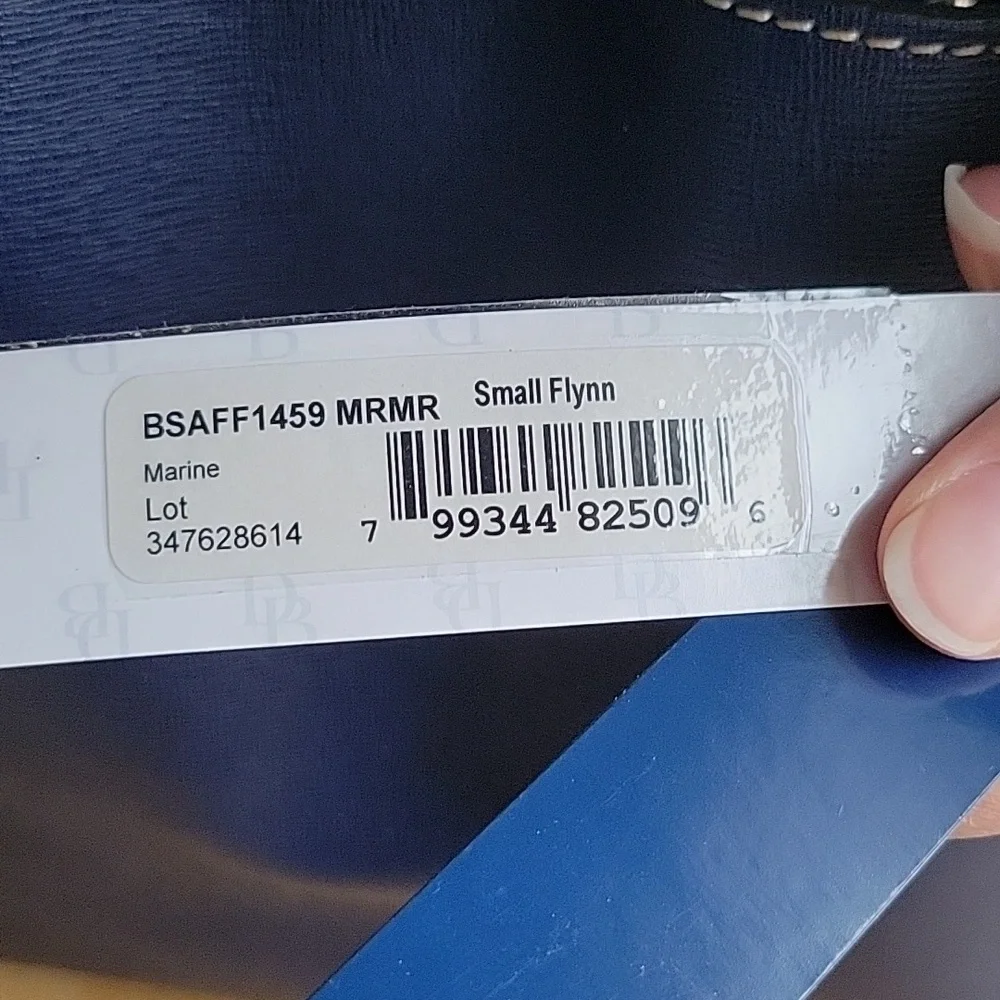 BSAFF1459 MRMR Small Flynn
Marine
Lot
347628614
7 99344 82509 6